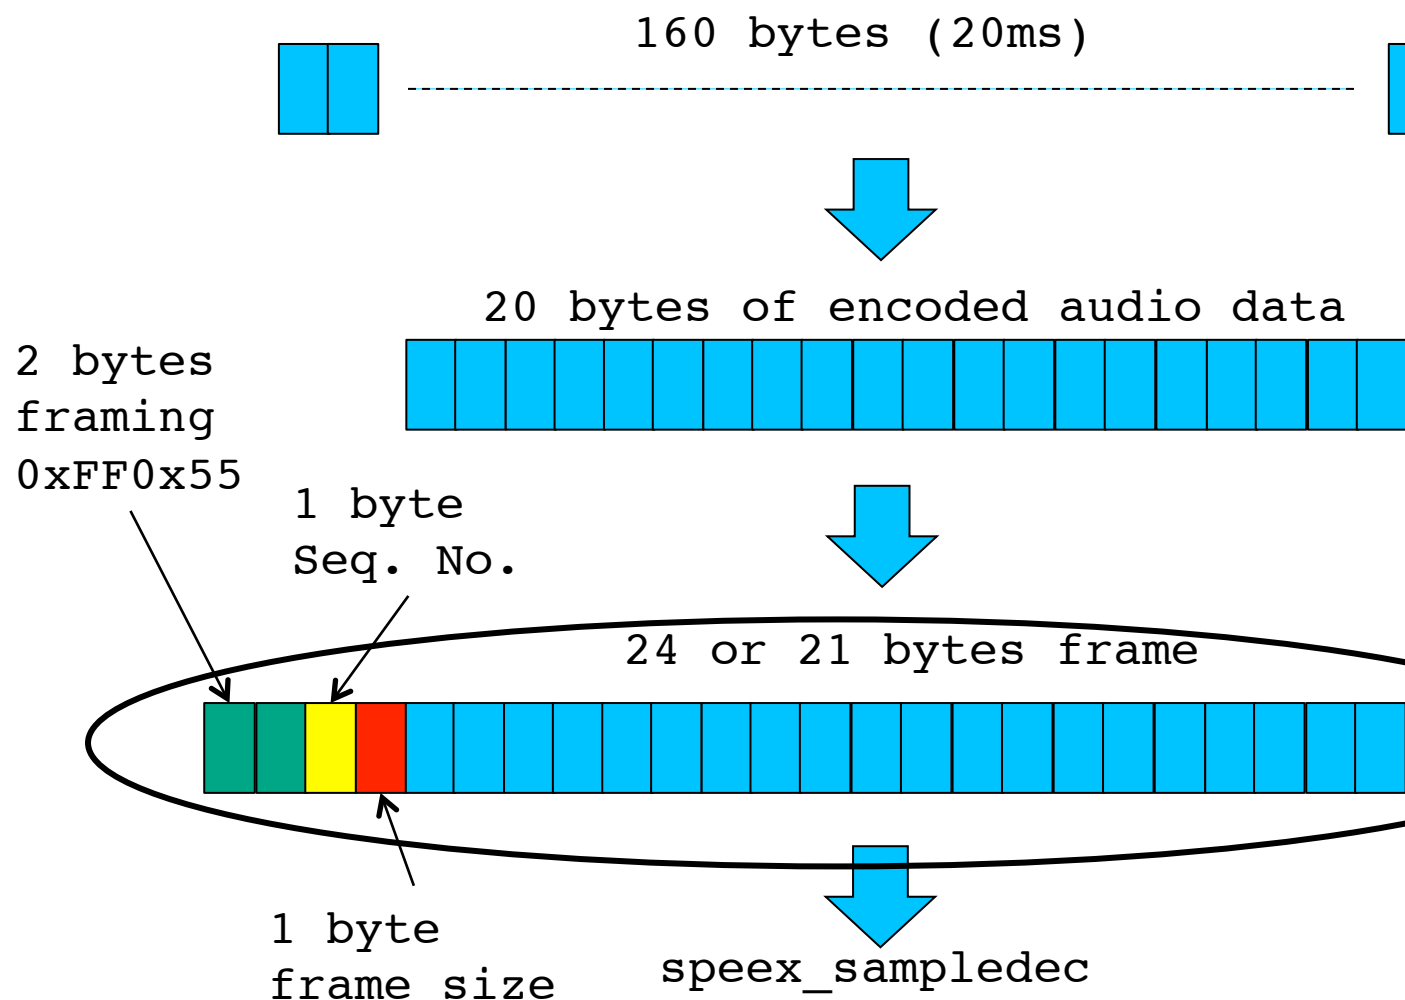 160 bytes (20ms)
20 bytes of encoded audio data
2 bytes
framing
0xFF0x55
1 byte
Seq. No.
24 or 21 bytes frame
1 byte
frame size
speex_sampledec